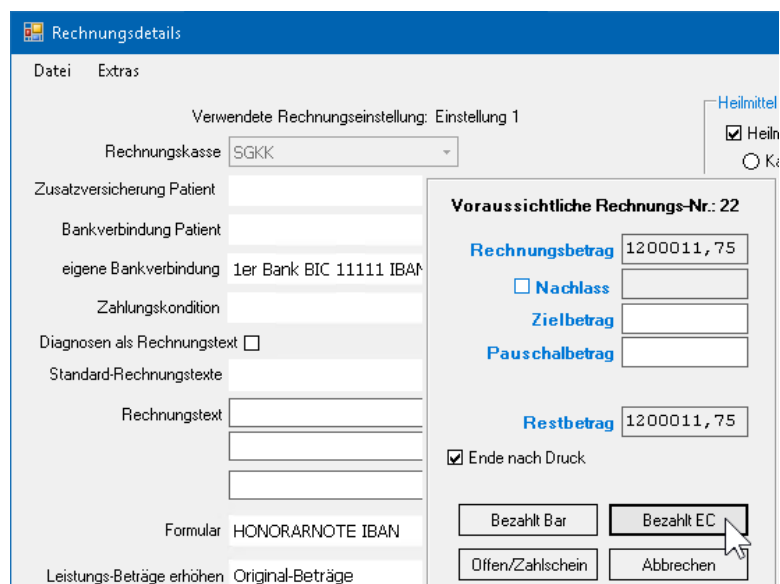 Rechnungsdetails
Datei Extras
Verwendete Rechnungseinstellung: Einstellung 1
Rechnungskasse SGKK
Zusatzversicherung Patient
Bankverbindung Patient
eigene Bankverbindung 1er Bank BIC 11111 IBAN
Zahlungskondition
Diagnosen als Rechnungstext
Standard-Rechnungstexte
Rechnungstext
Formular HONORARNOTE IBAN
Leistungs-Beträge erhöhen Original-Beträge
Heilmittel
Voraussichtliche Rechnungs-Nr.: 22
Rechnungsbetrag 1200011,75
Nachlass
Zielbetrag
Pauschalbetrag
Restbetrag 1200011,75
Ende nach Druck
Bezahlt Bar Bezahlt EC
Offen/Zahlschein Abbrechen